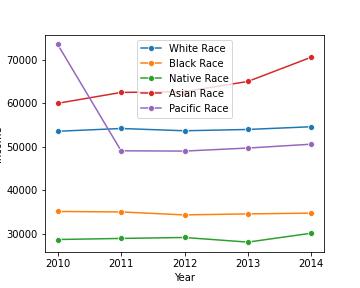 White Race
Black Race
Native Race
Asian Race
Pacific Race
70000
60000
50000
40000
30000
2010
2011
2012
2013
2014
Year